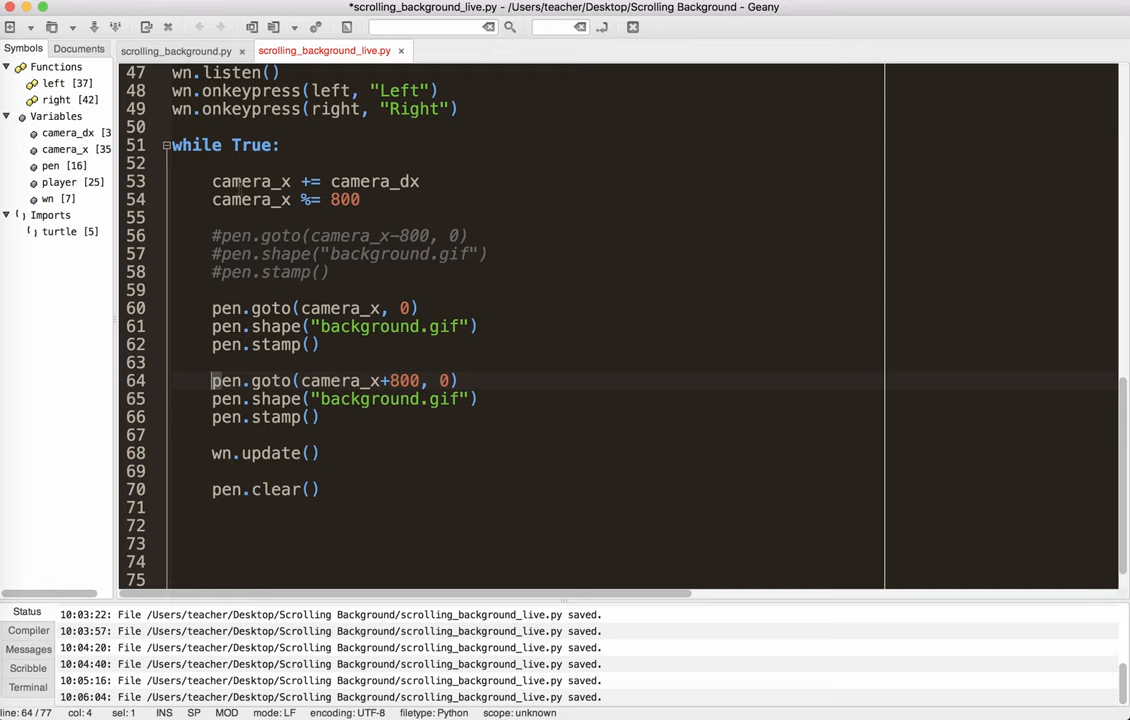 *scrolling_background_live.py - /Users/teacher/Desktop/Scrolling Background - Geany
Symbols Documents
scrolling_background.py × scrolling_background_live.py ×
Functions
left [37]
right [42]
Variables
camera_dx [3
camera_x [35
pen [16]
player [25]
wn [7]
Imports
turtle [5]
47 wn.listen()
48 wn.onkeypress(left, "Left")
49 wn.onkeypress(right, "Right")
50
51 while True:
52
53 camera_x += camera_dx
54 camera_x %= 800
55
56 #pen.goto(camera_x-800, 0)
57 #pen.shape("background.gif")
58 #pen.stamp()
59
60 pen.goto(camera_x, 0)
61 pen.shape("background.gif")
62 pen.stamp()
63
64 pen.goto(camera_x+800, 0)
65 pen.shape("background.gif")
66 pen.stamp()
67
68 wn.update()
69
70 pen.clear()
71
72
73
74
75
Status
Compiler
Messages
Scribble
Terminal
10:03:22: File /Users/teacher/Desktop/Scrolling Background/scrolling_background_live.py saved.
10:03:57: File /Users/teacher/Desktop/Scrolling Background/scrolling_background_live.py saved.
10:04:20: File /Users/teacher/Desktop/Scrolling Background/scrolling_background_live.py saved.
10:04:40: File /Users/teacher/Desktop/Scrolling Background/scrolling_background_live.py saved.
10:05:16: File /Users/teacher/Desktop/Scrolling Background/scrolling_background_live.py saved.
10:06:04: File /Users/teacher/Desktop/Scrolling Background/scrolling_background_live.py saved.
line: 64 / 77 col: 4 sel: 1 INS SP MOD mode: LF encoding: UTF-8 filetype: Python scope: unknown